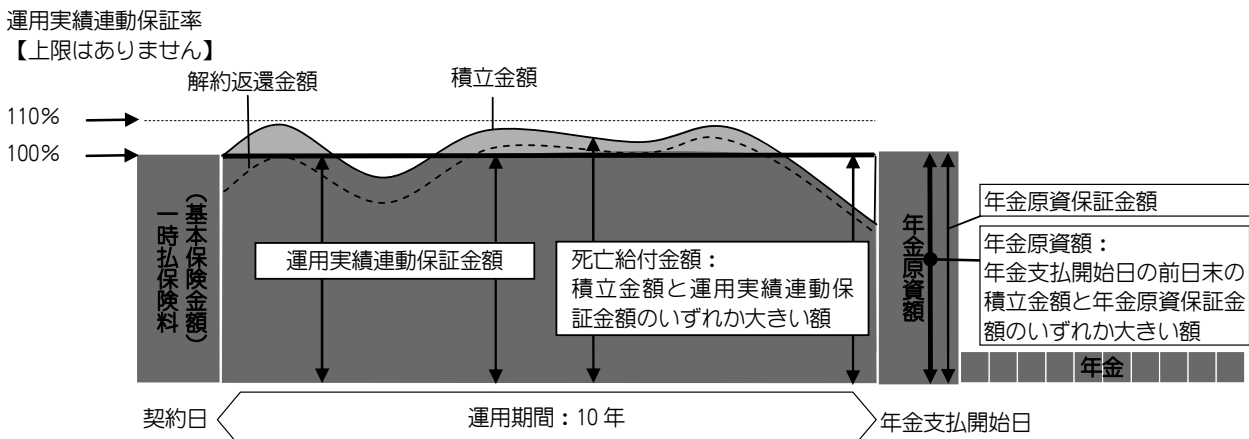 運用実績連動保証率
【上限はありません】
解約返還金額
積立金額
110%
100%
一時払保険料
(基本保険金額)
運用実績連動保証金額
死亡給付金額:
積立金額と運用実績連動保
証金額のいずれか大きい額
年金原資額
年金原資保証金額
年金原資額:
年金支払開始日の前日末の
積立金額と年金原資保証金
額のいずれか大きい額
年金
契約日
運用期間:10年
年金支払開始日